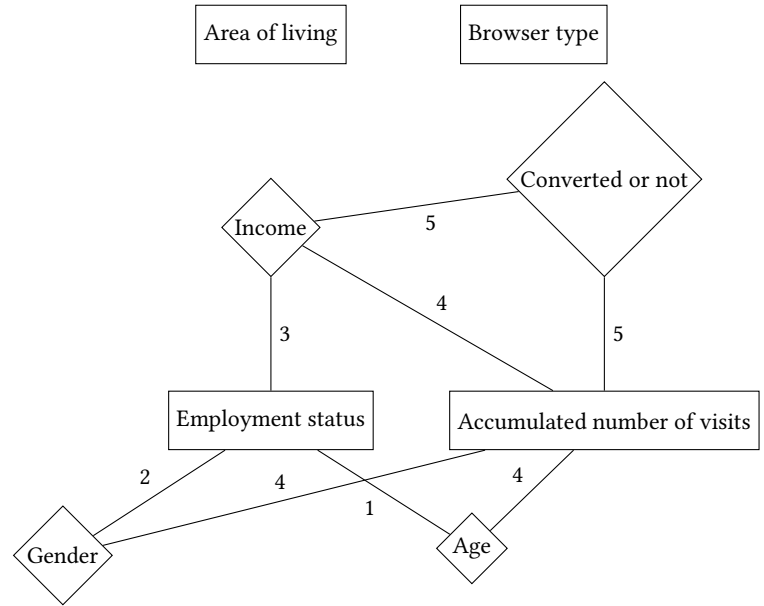 Area of living
Browser type
Converted or not
Income
5
4
3
5
Employment status
Accumulated number of visits
2
4
4
1
Gender
Age